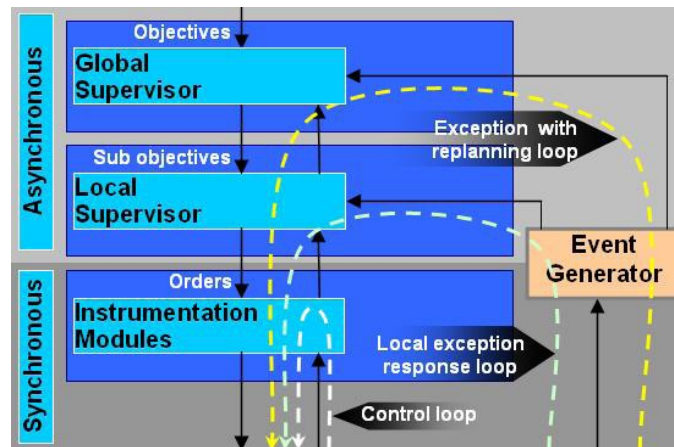 Asynchronous
Objectives
Global
Supervisor
Exception with
replanning loop
Sub objectives
Local
Supervisor
Event
Generator
Synchronous
Orders
Instrumentation
Modules
Local exception
response loop
Control loop